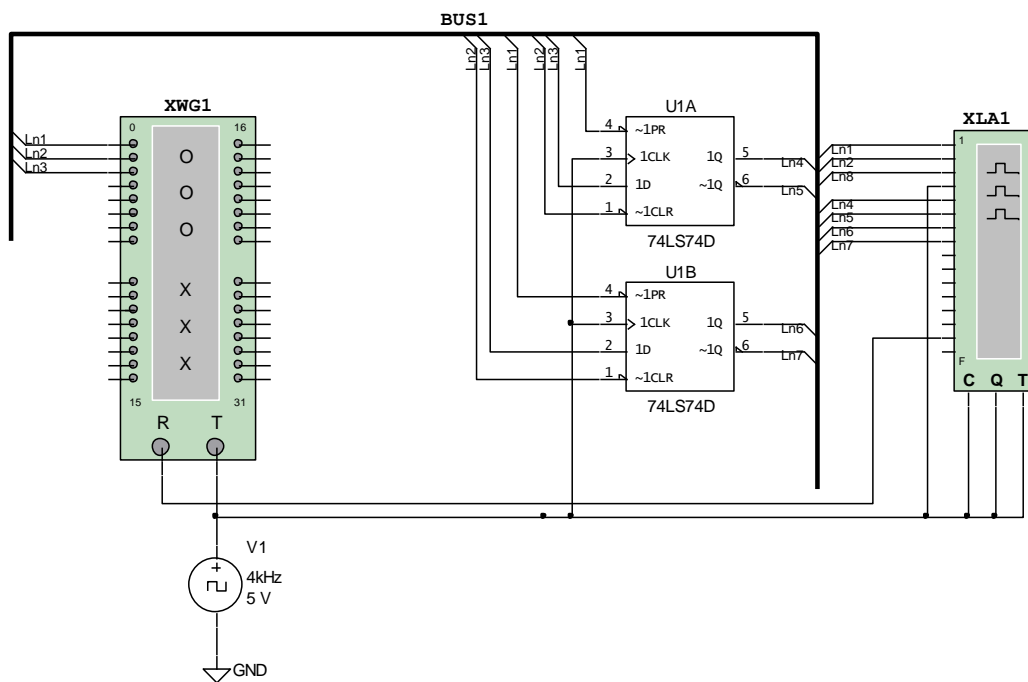 BUS1
Ln2
Ln3
Ln1
Ln2
Ln3
Ln1
XWG1
0
16
Ln1
Ln2
Ln3
O
O
O
X
X
X
15
31
R
T
U1A
4 ~1PR
3 1CLK 1Q 5
2 1D ~1Q 6
1 ~1CLR
74LS74D
Ln4
Ln5
U1B
4 ~1PR
3 1CLK 1Q 5
2 1D ~1Q 6
1 ~1CLR
74LS74D
Ln6
Ln7
XLA1
1
Ln1
Ln2
Ln8
Ln4
Ln5
Ln6
Ln7
F
C Q T
V1
4kHz
5 V
GND